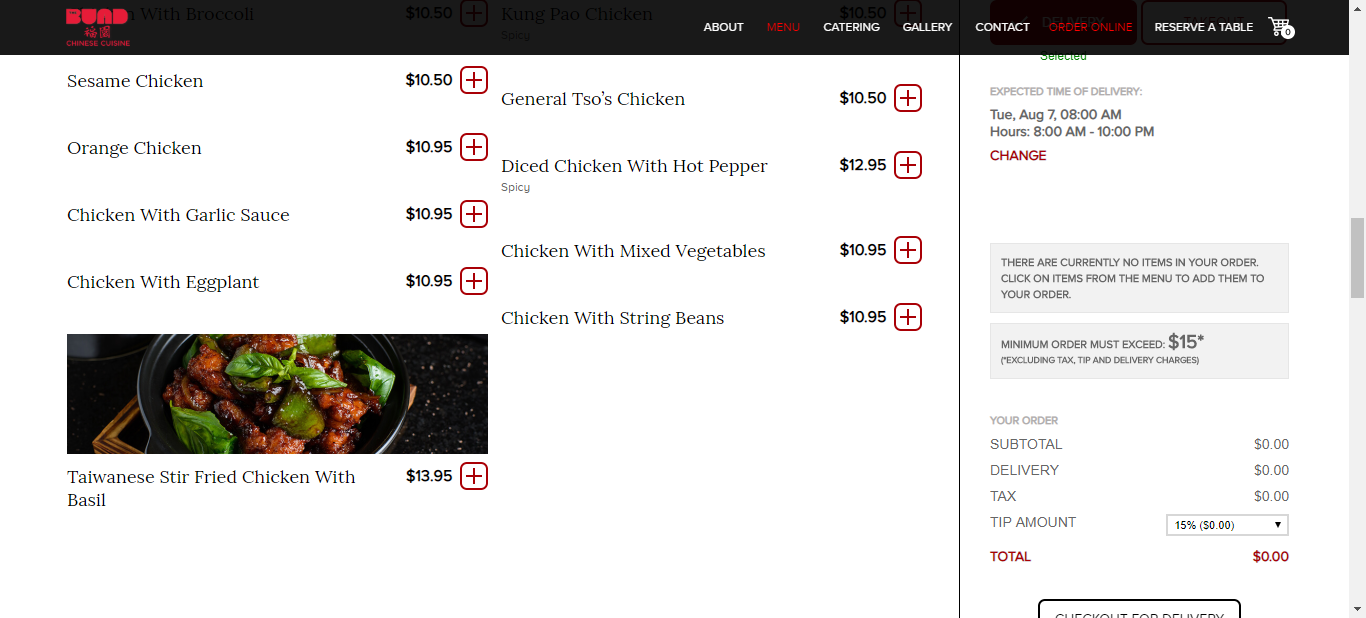 BUND
裕園
CHINESE CUISINE
ABOUT
MENU
CATERING
GALLERY
CONTACT
ORDER ONLINE
RESERVE A TABLE
0
With Broccoli
$10.50
Kung Pao Chicken
$10.50
Spicy
DELIVERY
Selected
Sesame Chicken $10.50
Orange Chicken $10.95
Chicken With Garlic Sauce $10.95
Chicken With Eggplant $10.95
Taiwanese Stir Fried Chicken With $13.95
Basil
General Tso’s Chicken $10.50
Diced Chicken With Hot Pepper $12.95
Spicy
Chicken With Mixed Vegetables $10.95
Chicken With String Beans $10.95
EXPECTED TIME OF DELIVERY:
Tue, Aug 7, 08:00 AM
Hours: 8:00 AM - 10:00 PM
CHANGE
THERE ARE CURRENTLY NO ITEMS IN YOUR ORDER.
CLICK ON ITEMS FROM THE MENU TO ADD THEM TO
YOUR ORDER.
MINIMUM ORDER MUST EXCEED: $15*
(*EXCLUDING TAX, TIP AND DELIVERY CHARGES)
YOUR ORDER
SUBTOTAL $0.00
DELIVERY $0.00
TAX $0.00
TIP AMOUNT 15% ($0.00)
TOTAL $0.00
CHECKOUT FOR DELIVERY